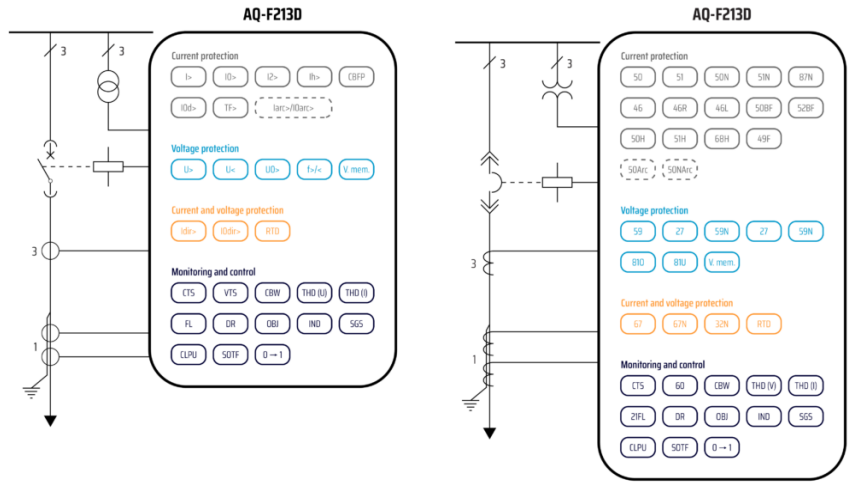 AQ-F213D
3
3
Current protection
I> I0> I2> Ih> CBFP
I0d> TF> Iarc>/I0arc>
Voltage protection
U> U< U0> f>/< V. mem.
Current and voltage protection
Idir> I0dir> RTD
Monitoring and control
CTS VTS CBW THD (U) THD (I)
FL DR OBJ IND SGS
CLPU SOTF 0→1
3
1
AQ-F213D
3
3
Current protection
50 51 50N 51N 87N
46 46R 46L 50BF 52BF
50H 51H 68H 49F
50Arc 50NArc
Voltage protection
59 27 59N 27 59N
81O 81U V. mem.
Current and voltage protection
67 67N 32N RTD
Monitoring and control
CTS 60 CBW THD (V) THD (I)
21FL DR OBJ IND SGS
CLPU SOTF 0→1
3
1